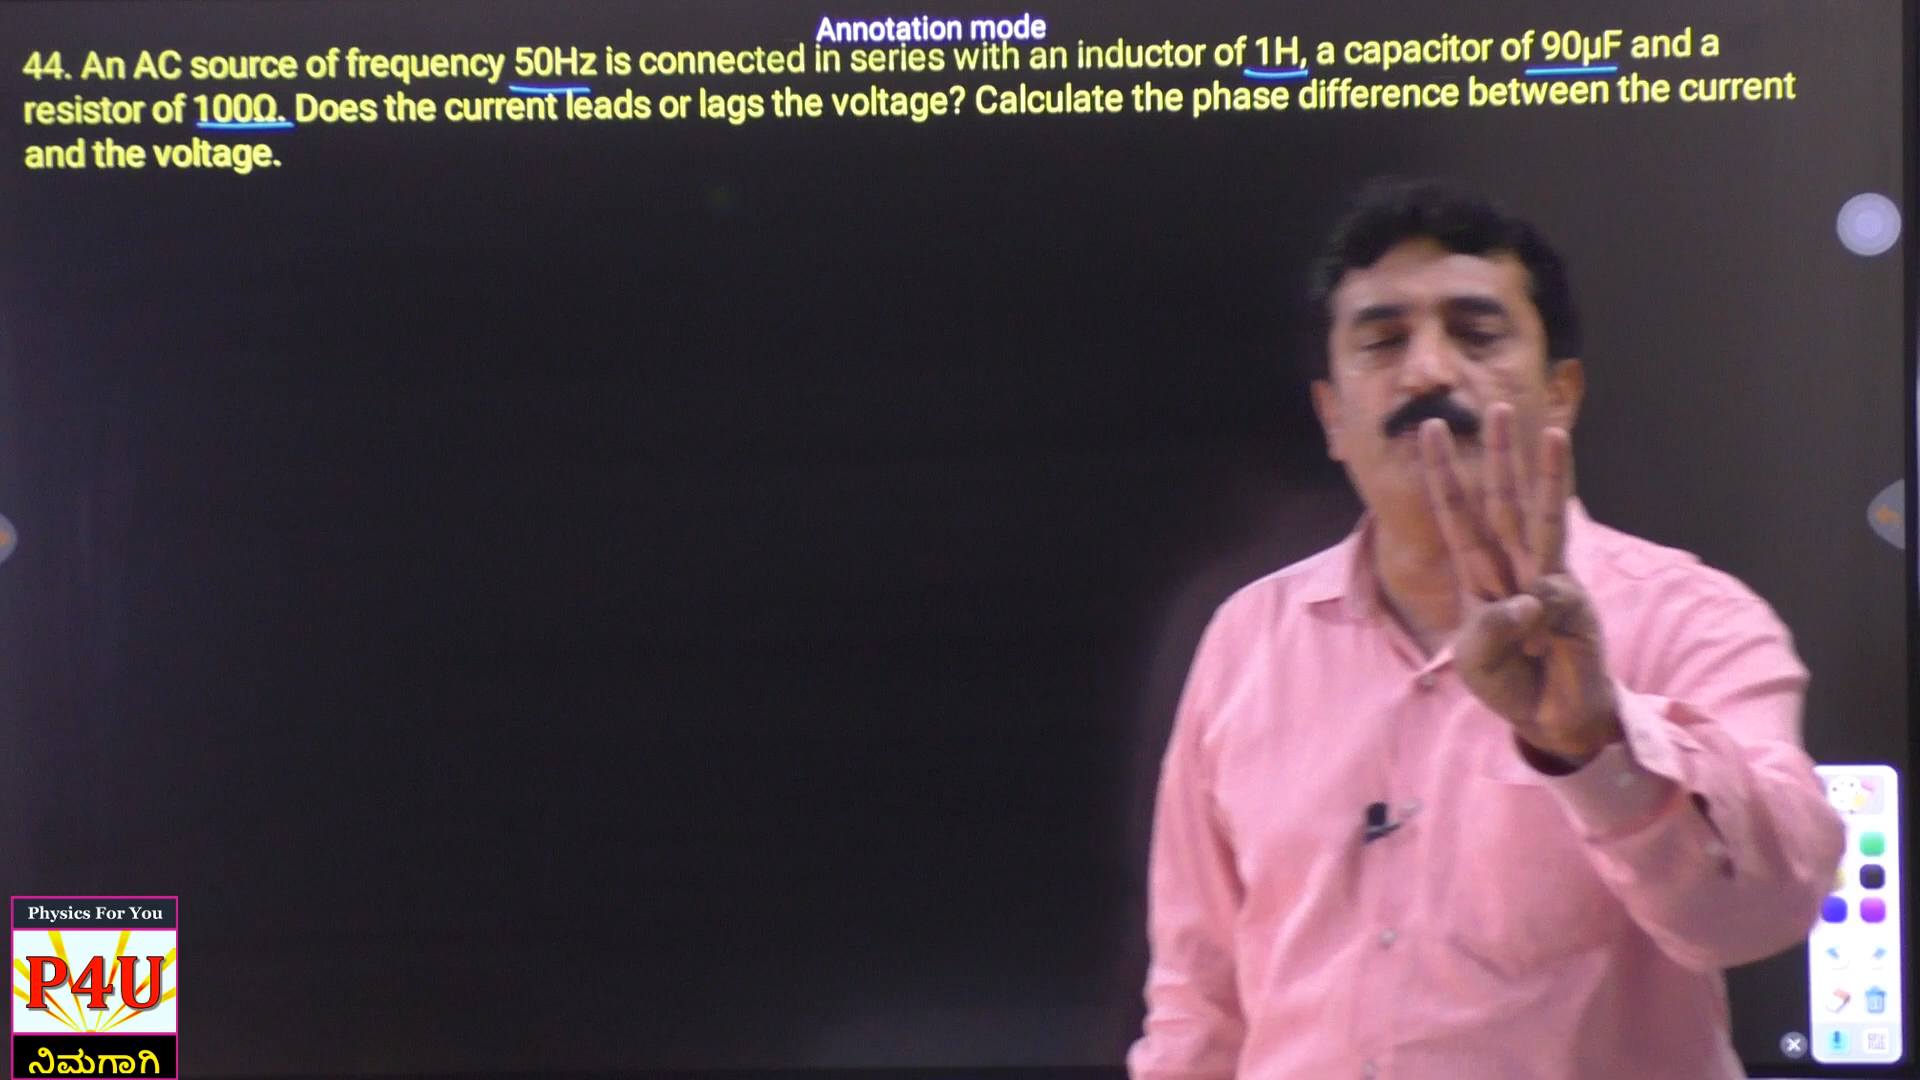 Annotation mode
44. An AC source of frequency 50Hz is connected in series with an inductor of 1H, a capacitor of 90μF and a
resistor of 100Ω. Does the current leads or lags the voltage? Calculate the phase difference between the current
and the voltage.
Physics For You
P4U
ನಿಮಗಾಗಿ